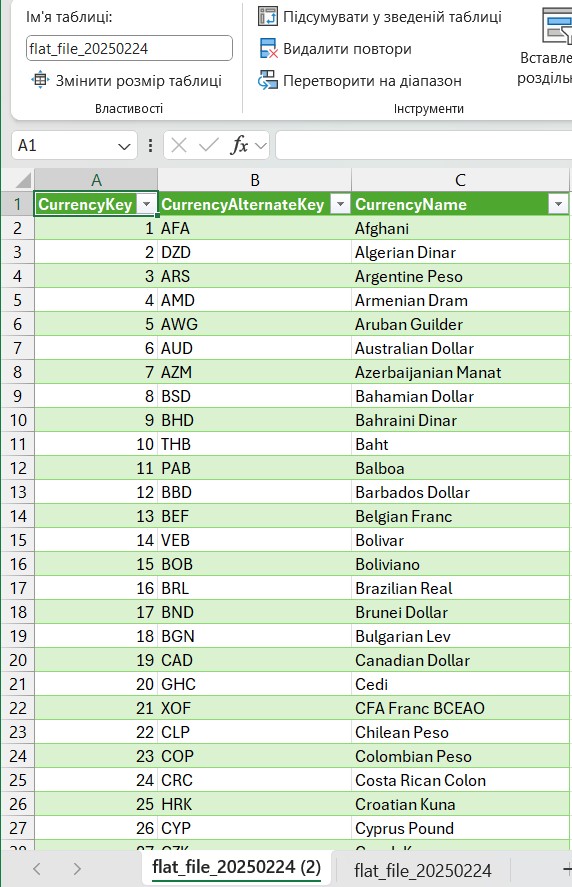 Ім'я таблиці:
flat_file_20250224
Змінити розмір таблиці
Властивості
Підсумувати у зведеній таблиці
Видалити повтори
Перетворити на діапазон
Інструменти
Вставле
роздільн
A1
fx
A B C
1 CurrencyKey CurrencyAlternateKey CurrencyName
2 1 AFA Afghani
3 2 DZD Algerian Dinar
4 3 ARS Argentine Peso
5 4 AMD Armenian Dram
6 5 AWG Aruban Guilder
7 6 AUD Australian Dollar
8 7 AZM Azerbaijanian Manat
9 8 BSD Bahamian Dollar
10 9 BHD Bahraini Dinar
11 10 THB Baht
12 11 PAB Balboa
13 12 BBD Barbados Dollar
14 13 BEF Belgian Franc
15 14 VEB Bolivar
16 15 BOB Boliviano
17 16 BRL Brazilian Real
18 17 BND Brunei Dollar
19 18 BGN Bulgarian Lev
20 19 CAD Canadian Dollar
21 20 GHC Cedi
22 21 XOF CFA Franc BCEAO
23 22 CLP Chilean Peso
24 23 COP Colombian Peso
25 24 CRC Costa Rican Colon
26 25 HRK Croatian Kuna
27 26 CYP Cyprus Pound
flat_file_20250224 (2) flat_file_20250224